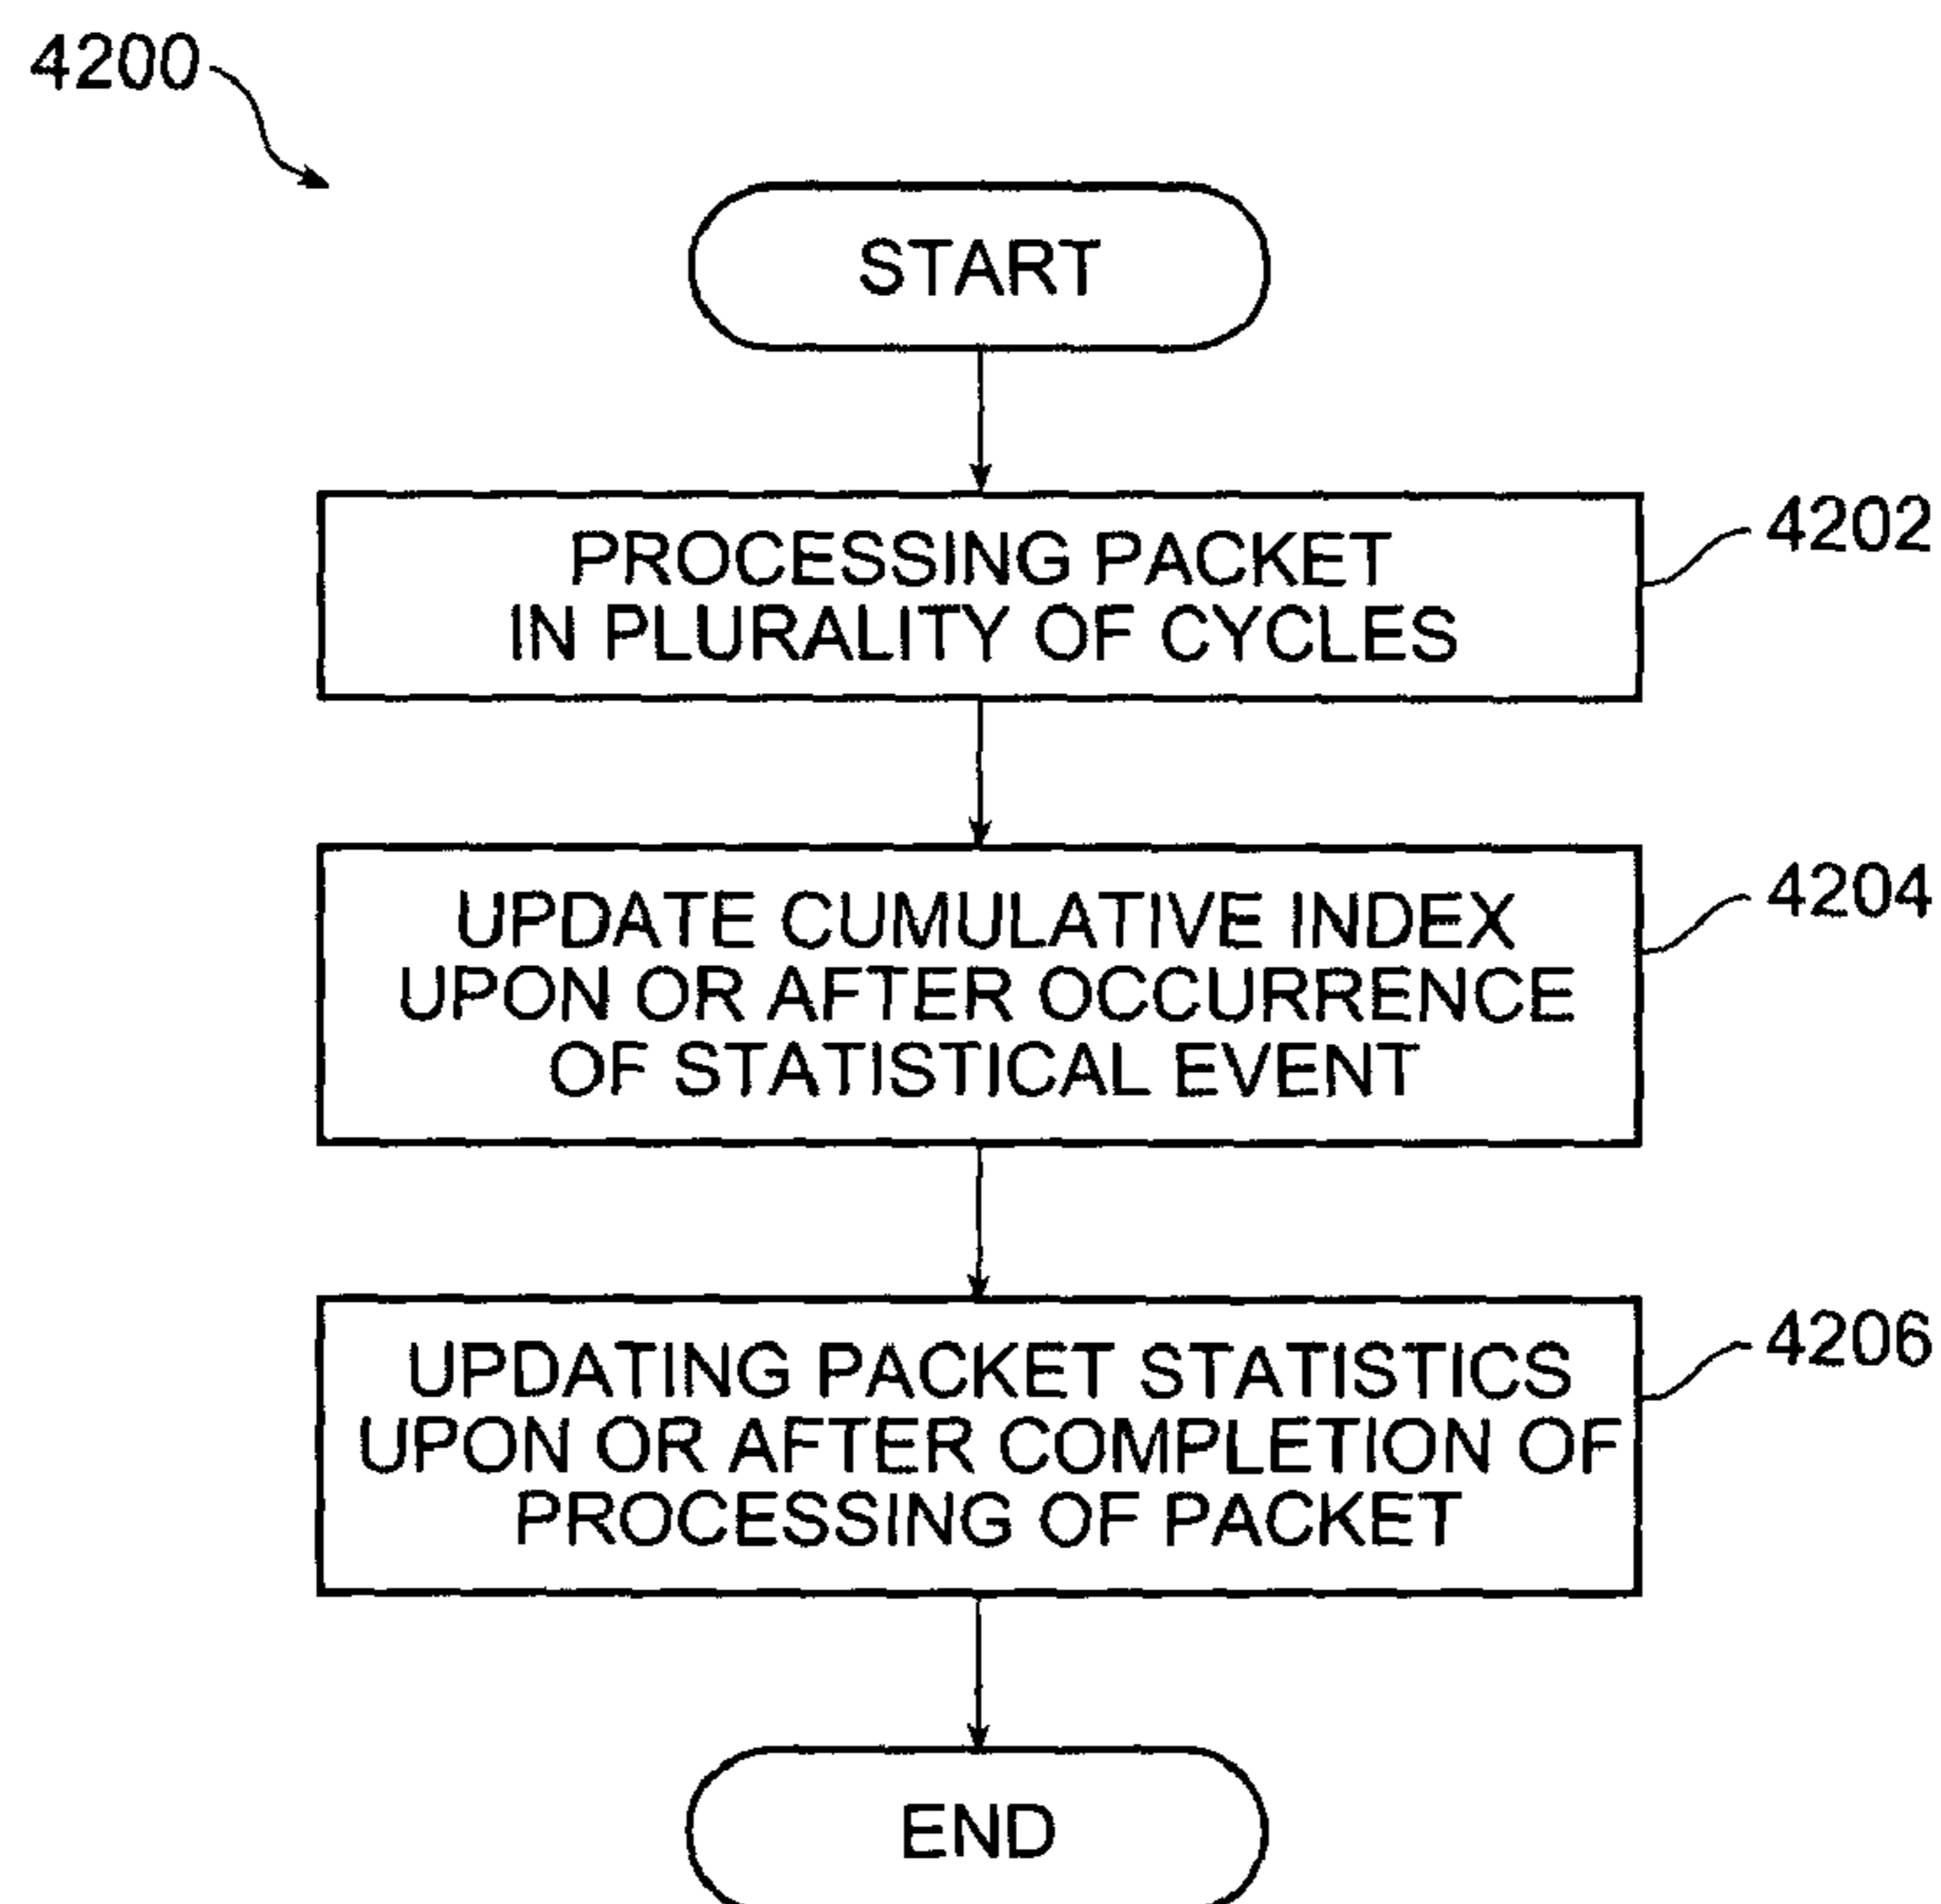 4200
START
PROCESSING PACKET
IN PLURALITY OF CYCLES
4202
UPDATE CUMULATIVE INDEX
UPON OR AFTER OCCURRENCE
OF STATISTICAL EVENT
4204
UPDATING PACKET STATISTICS
UPON OR AFTER COMPLETION OF
PROCESSING OF PACKET
4206
END